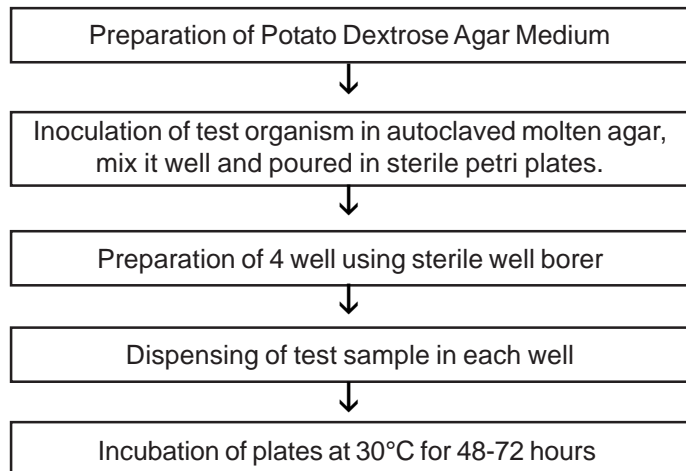 Preparation of Potato Dextrose Agar Medium
Inoculation of test organism in autoclaved molten agar,
mix it well and poured in sterile petri plates.
Preparation of 4 well using sterile well borer
Dispensing of test sample in each well
Incubation of plates at 30°C for 48-72 hours